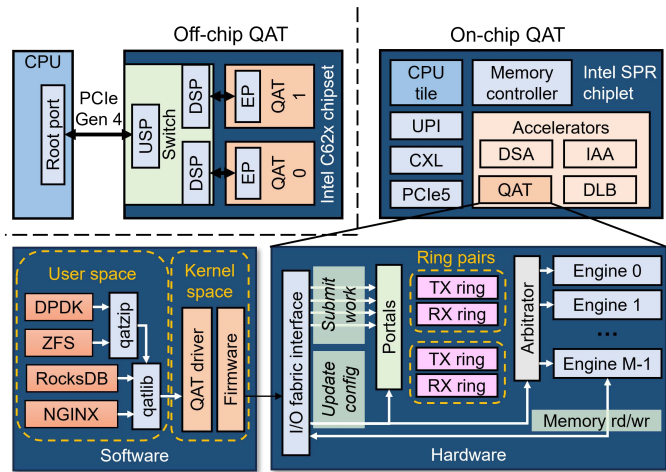 Off-chip QAT
CPU
Root port
PCIe
Gen 4
USP
Switch
DSP
DSP
EP
QAT
1
EP
QAT
0
Intel C62x chipset
On-chip QAT
CPU
tile
Memory
controller
Intel SPR
chiplet
UPI
CXL
PCIe5
Accelerators
DSA
IAA
QAT
DLB
User space
DPDK
ZFS
RocksDB
NGINX
qatzip
qatlib
Kernel
space
QAT driver
Firmware
Software
I/O fabric interface
Submit
work
Update
config
Portals
Ring pairs
TX ring
RX ring
TX ring
RX ring
Arbitrator
Engine 0
Engine 1
...
Engine M-1
Memory rd/wr
Hardware